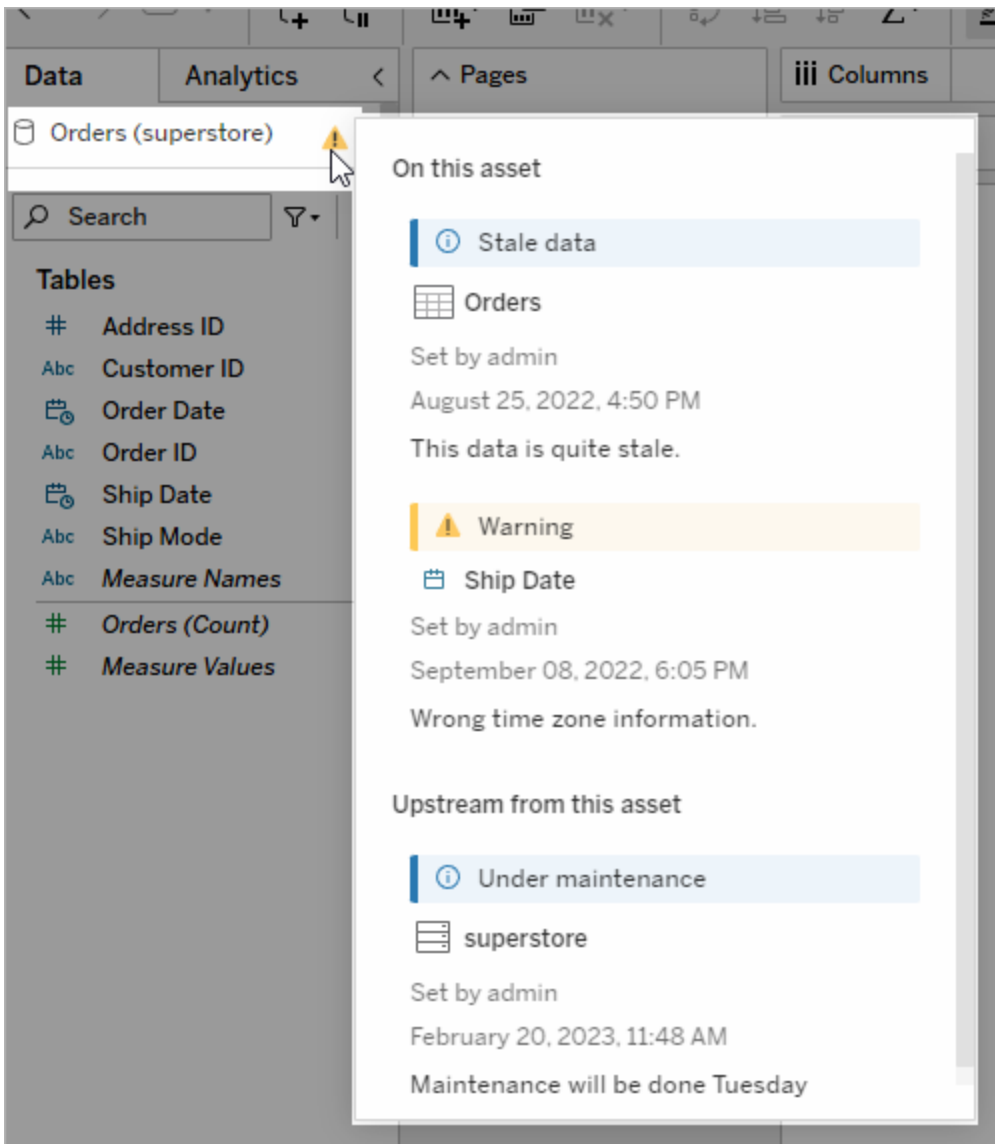 Data
Analytics
Pages
Columns
Orders (superstore)
Search
Tables
Address ID
Abc Customer ID
Order Date
Abc Order ID
Ship Date
Abc Ship Mode
Abc Measure Names
Orders (Count)
Measure Values
On this asset
Stale data
Orders
Set by admin
August 25, 2022, 4:50 PM
This data is quite stale.
Warning
Ship Date
Set by admin
September 08, 2022, 6:05 PM
Wrong time zone information.
Upstream from this asset
Under maintenance
superstore
Set by admin
February 20, 2023, 11:48 AM
Maintenance will be done Tuesday